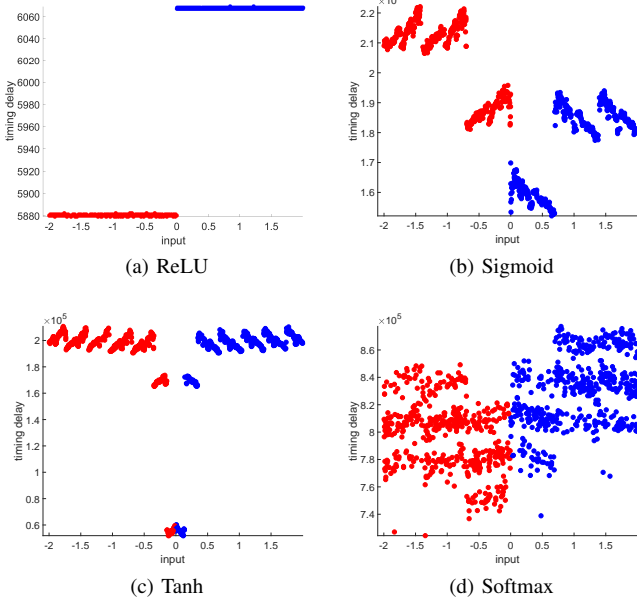 6060
6040
6020
6000
5980
5960
5940
5920
5900
5880
timing delay
-2 -1.5 -1 -0.5 0 0.5 1 1.5
input
(a) ReLU
2.2
2.1
2
1.9
1.8
1.7
1.6
timing delay
-2 -1.5 -1 -0.5 0 0.5 1 1.5
input
(b) Sigmoid
×10⁵
2
1.8
1.6
1.4
1.2
1
0.8
0.6
timing delay
-2 -1.5 -1 -0.5 0 0.5 1 1.5
input
(c) Tanh
×10⁵
8.6
8.4
8.2
8
7.8
7.6
7.4
timing delay
-2 -1.5 -1 -0.5 0 0.5 1 1.5
input
(d) Softmax